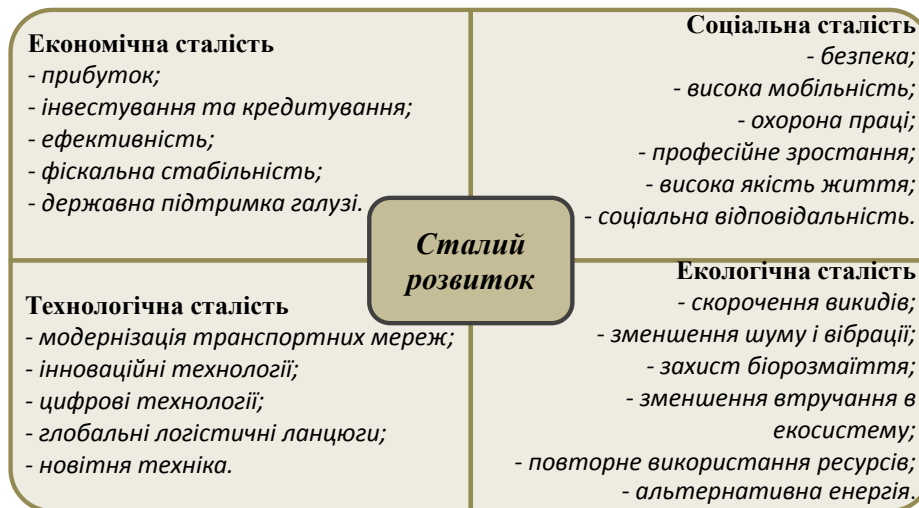 Економічна сталість
- прибуток;
- інвестування та кредитування;
- ефективність;
- фіскальна стабільність;
- державна підтримка галузі.
Соціальна сталість
- безпека;
- висока мобільність;
- охорона праці;
- професійне зростання;
- висока якість життя;
- соціальна відповідальність.
Сталий
розвиток
Технологічна сталість
- модернізація транспортних мереж;
- інноваційні технології;
- цифрові технології;
- глобальні логістичні ланцюги;
- новітня техніка.
Екологічна сталість
- скорочення викидів;
- зменшення шуму і вібрації;
- захист біорозмаїття;
- зменшення втручання в
екосистему;
- повторне використання ресурсів;
- альтернативна енергія.